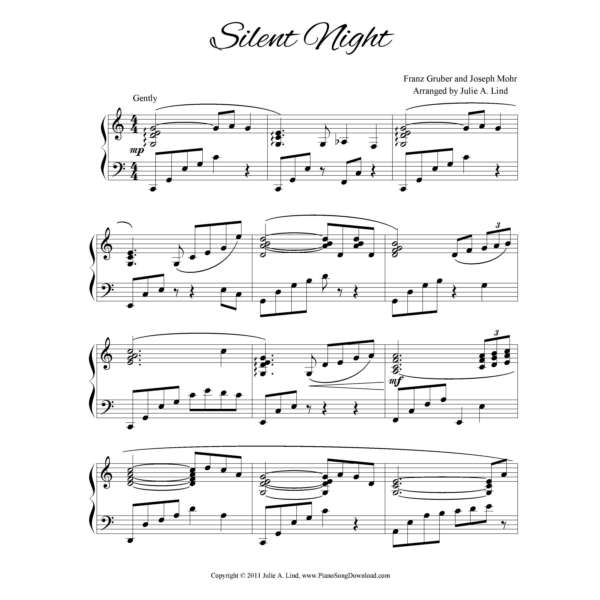 Silent Night
Franz Gruber and Joseph Mohr
Arranged by Julie A. Lind
Gently
mp
3
3
mf
Copyright © 2011 Julie A. Lind, www.PianoSongDownload.com